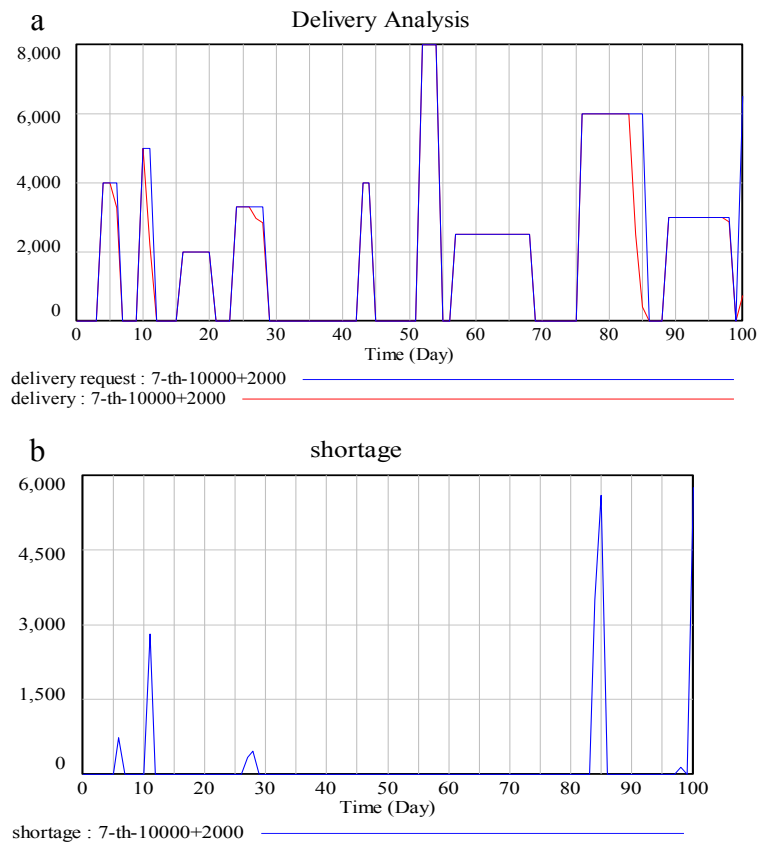 a
Delivery Analysis
8,000
6,000
4,000
2,000
0
0 10 20 30 40 50 60 70 80 90 100
Time (Day)
delivery request : 7-th-10000+2000
delivery : 7-th-10000+2000
b
shortage
6,000
4,500
3,000
1,500
0
0 10 20 30 40 50 60 70 80 90 100
Time (Day)
shortage : 7-th-10000+2000